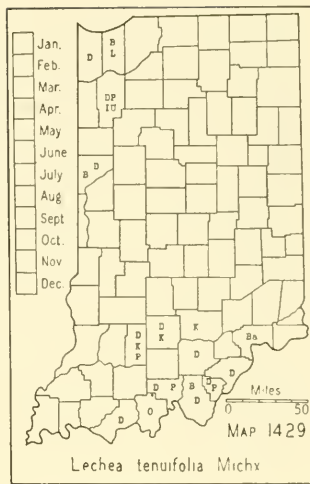 Jan.
Feb.
Mar.
Apr.
May
June
July
Aug
Sept
Oct.
Nov
Dec.
D
B
L
DP
IU
D
B
D
K
P
D
K
K
D
Ba
D
D P
B
D
D
P
D
O
Miles
0 50
MAP 1429
Lechea tenuifolia Michx